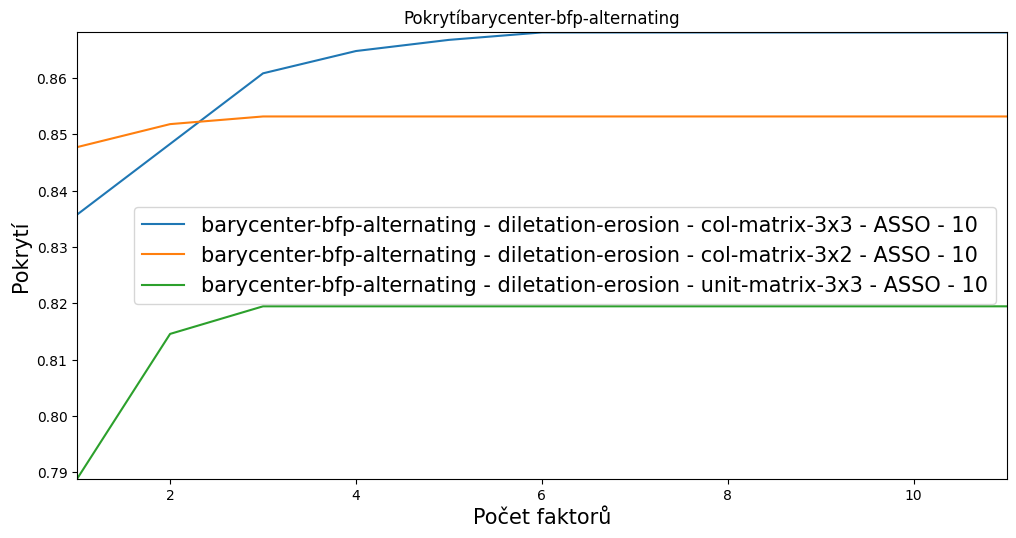 Pokrytíbarycenter-bfp-alternating
0.86
0.85
0.84
0.83
0.82
0.81
0.80
0.79
Pokrytí
barycenter-bfp-alternating - diletation-erosion - col-matrix-3x3 - ASSO - 10
barycenter-bfp-alternating - diletation-erosion - col-matrix-3x2 - ASSO - 10
barycenter-bfp-alternating - diletation-erosion - unit-matrix-3x3 - ASSO - 10
2 4 6 8 10
Počet faktorů